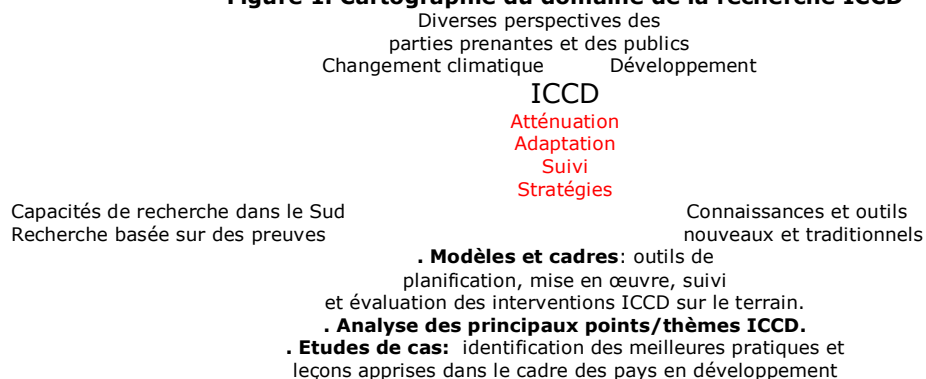 Figure 1. Cartographie du domaine de la recherche ICCD
Diverses perspectives des
parties prenantes et des publics
Changement climatique Développement
ICCD
Atténuation
Adaptation
Suivi
Stratégies
Capacités de recherche dans le Sud Connaissances et outils
Recherche basée sur des preuves nouveaux et traditionnels
. Modèles et cadres: outils de
planification, mise en œuvre, suivi
et évaluation des interventions ICCD sur le terrain.
. Analyse des principaux points/thèmes ICCD.
. Etudes de cas: identification des meilleures pratiques et
leçons apprises dans le cadre des pays en développement